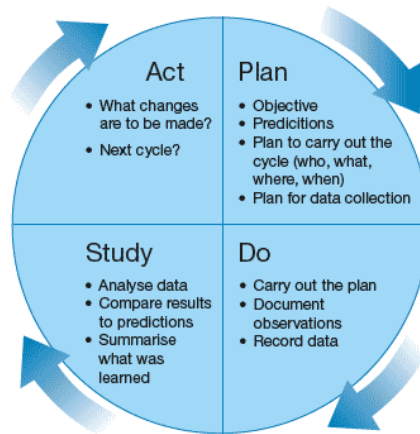 Act
• What changes
are to be made?
• Next cycle?
Plan
• Objective
• Predicitions
• Plan to carry out the
cycle (who, what,
where, when)
• Plan for data collection
Study
• Analyse data
• Compare results
to predictions
• Summarise
what was
learned
Do
• Carry out the plan
• Document
observations
• Record data